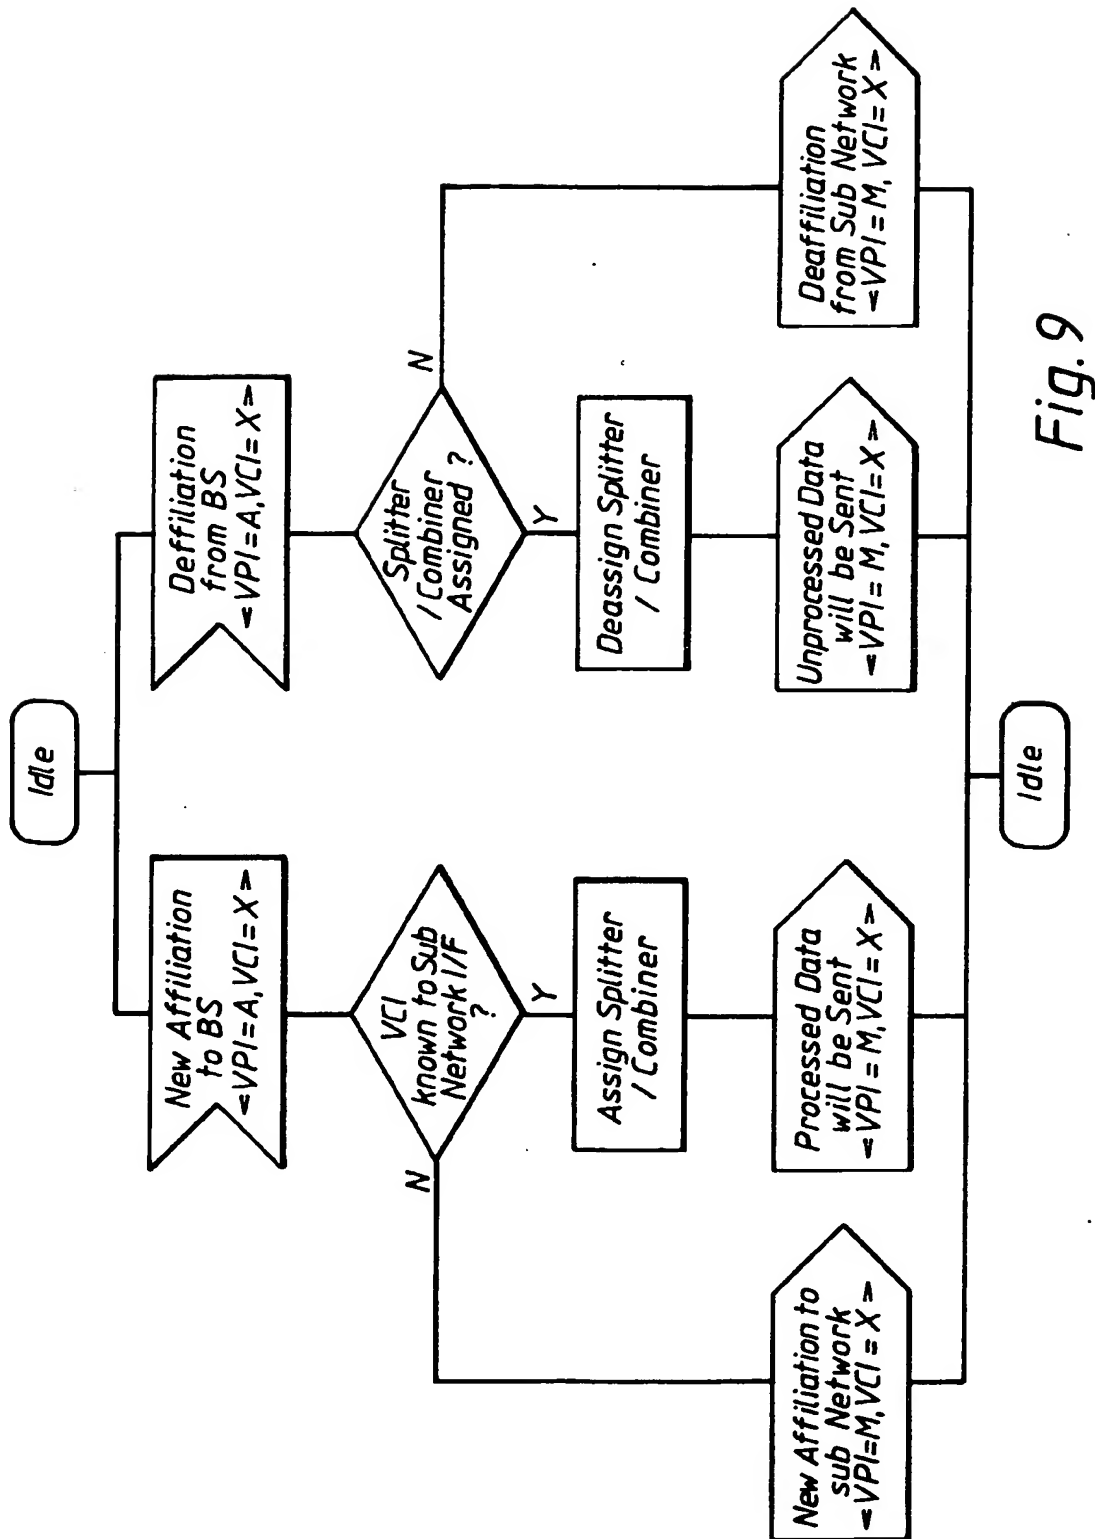 Idle
New Affiliation
to BS
<VPI=A,VCI=X>
Deffiliation
from BS
<VPI=A,VCI=X>
VCI
known to Sub
Network I/F
?
N
Y
Splitter
/ Combiner
Assigned ?
N
Y
Assign Splitter
/ Combiner
Deassign Splitter
/ Combiner
New Affiliation to
sub Network
<VPI=M,VCI=X>
Processed Data
will be Sent
<VPI=M,VCI=X>
Unprocessed Data
will be Sent
<VPI=M,VCI=X>
Deaffiliation
from Sub Network
<VPI=M, VCI=X>
Idle
Fig. 9